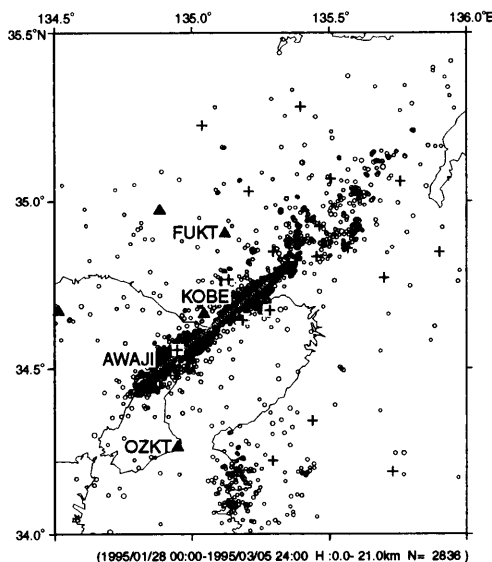 134.5 135.0 135.5 136.0
35.5°N
35.0°
FUKT
KOBE
34.5°
AWAJI
OZKT
34.0°
(1995/01/28 00:00-1995/03/05 24:00 H :0.0- 21.0km N= 2836 )